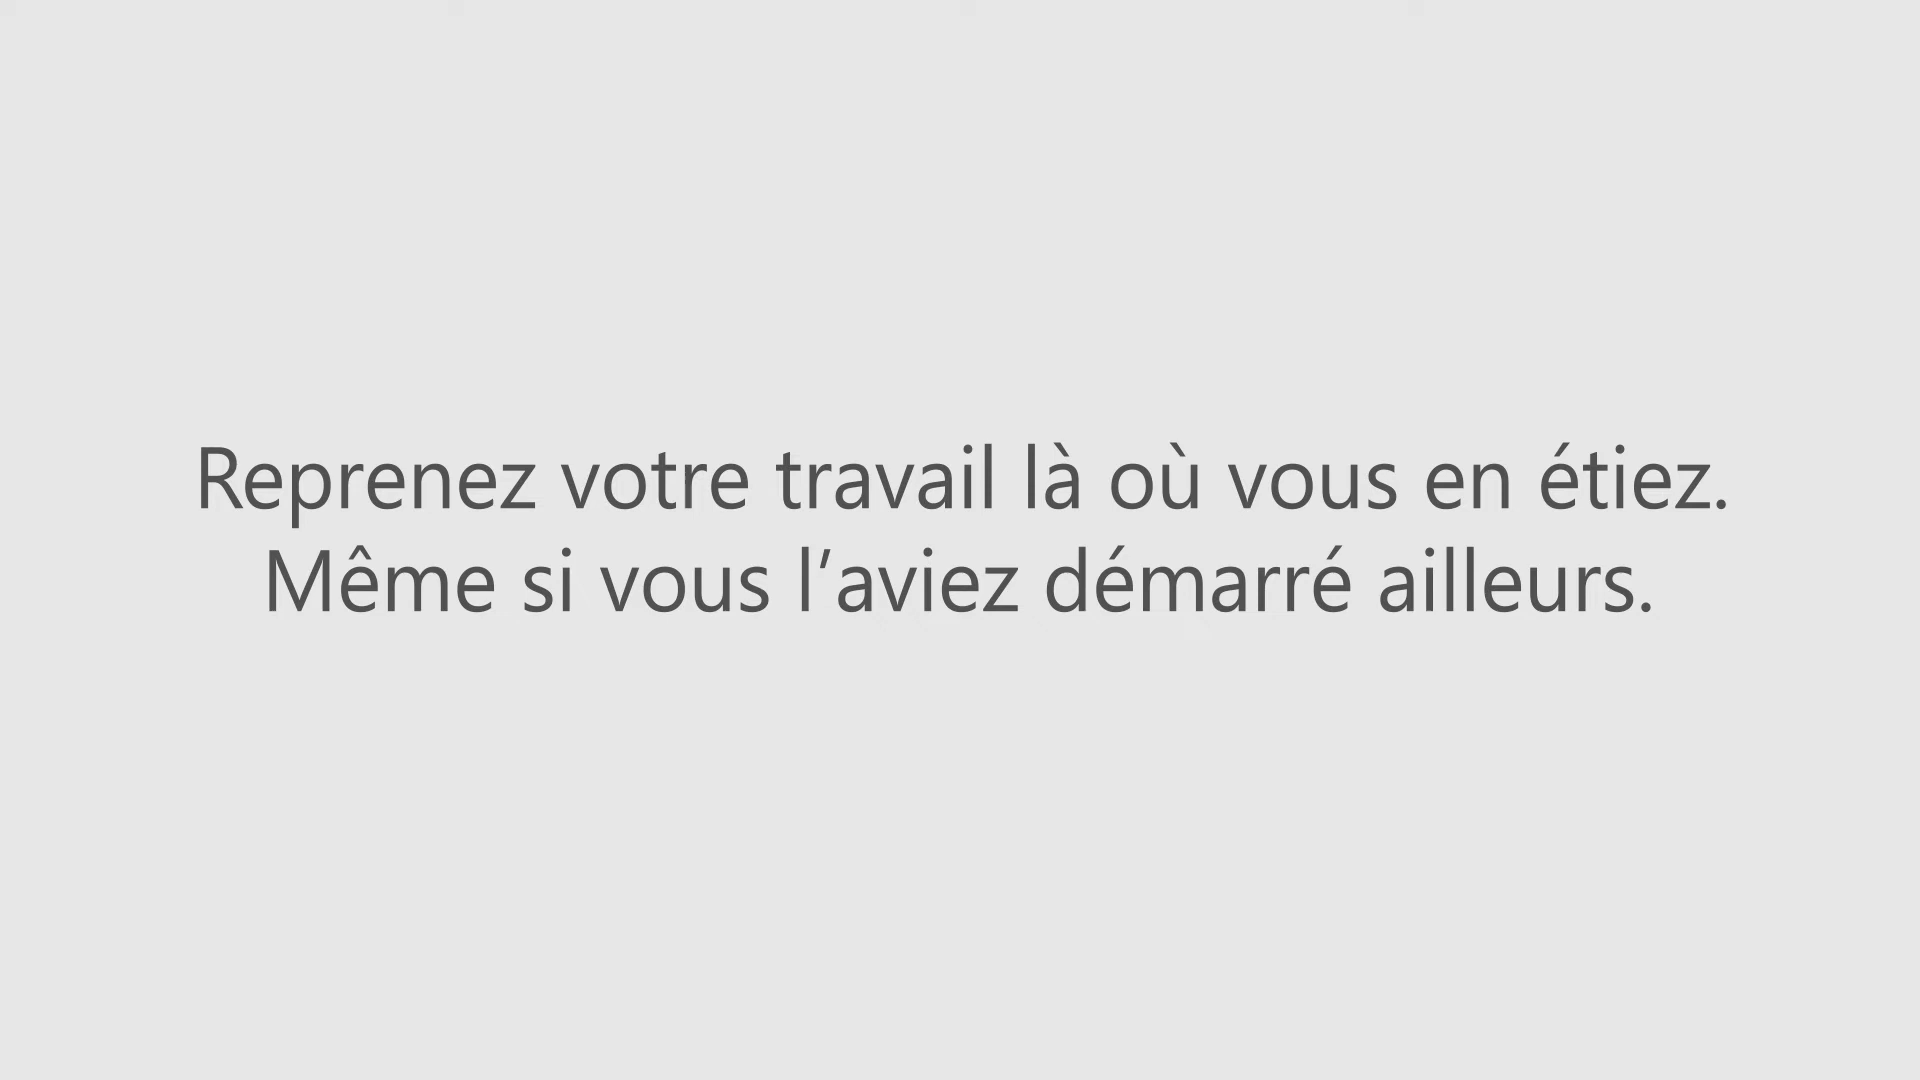 Reprenez votre travail là où vous en étiez.
Même si vous l’aviez démarré ailleurs.